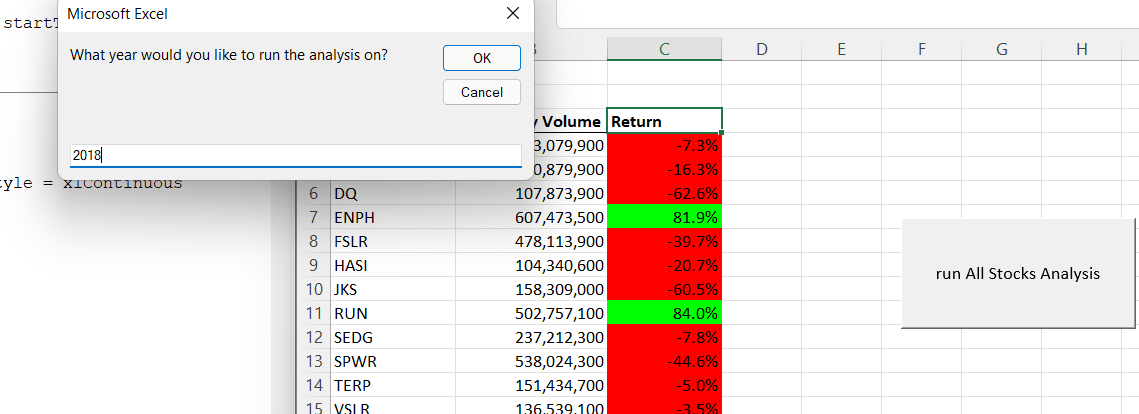 Microsoft Excel
What year would you like to run the analysis on?
OK
Cancel
2018
C D E F G H
Volume Return
3,079,900 -7.3%
0,879,900 -16.3%
= xlContinuous
6 DQ 107,873,900 -62.6%
7 ENPH 607,473,500 81.9%
8 FSLR 478,113,900 -39.7%
9 HASI 104,340,600 -20.7%
10 JKS 158,309,000 -60.5%
11 RUN 502,757,100 84.0%
12 SEDG 237,212,300 -7.8%
13 SPWR 538,024,300 -44.6%
14 TERP 151,434,700 -5.0%
15 VSLR 136,539,100 -3.5%
run All Stocks Analysis